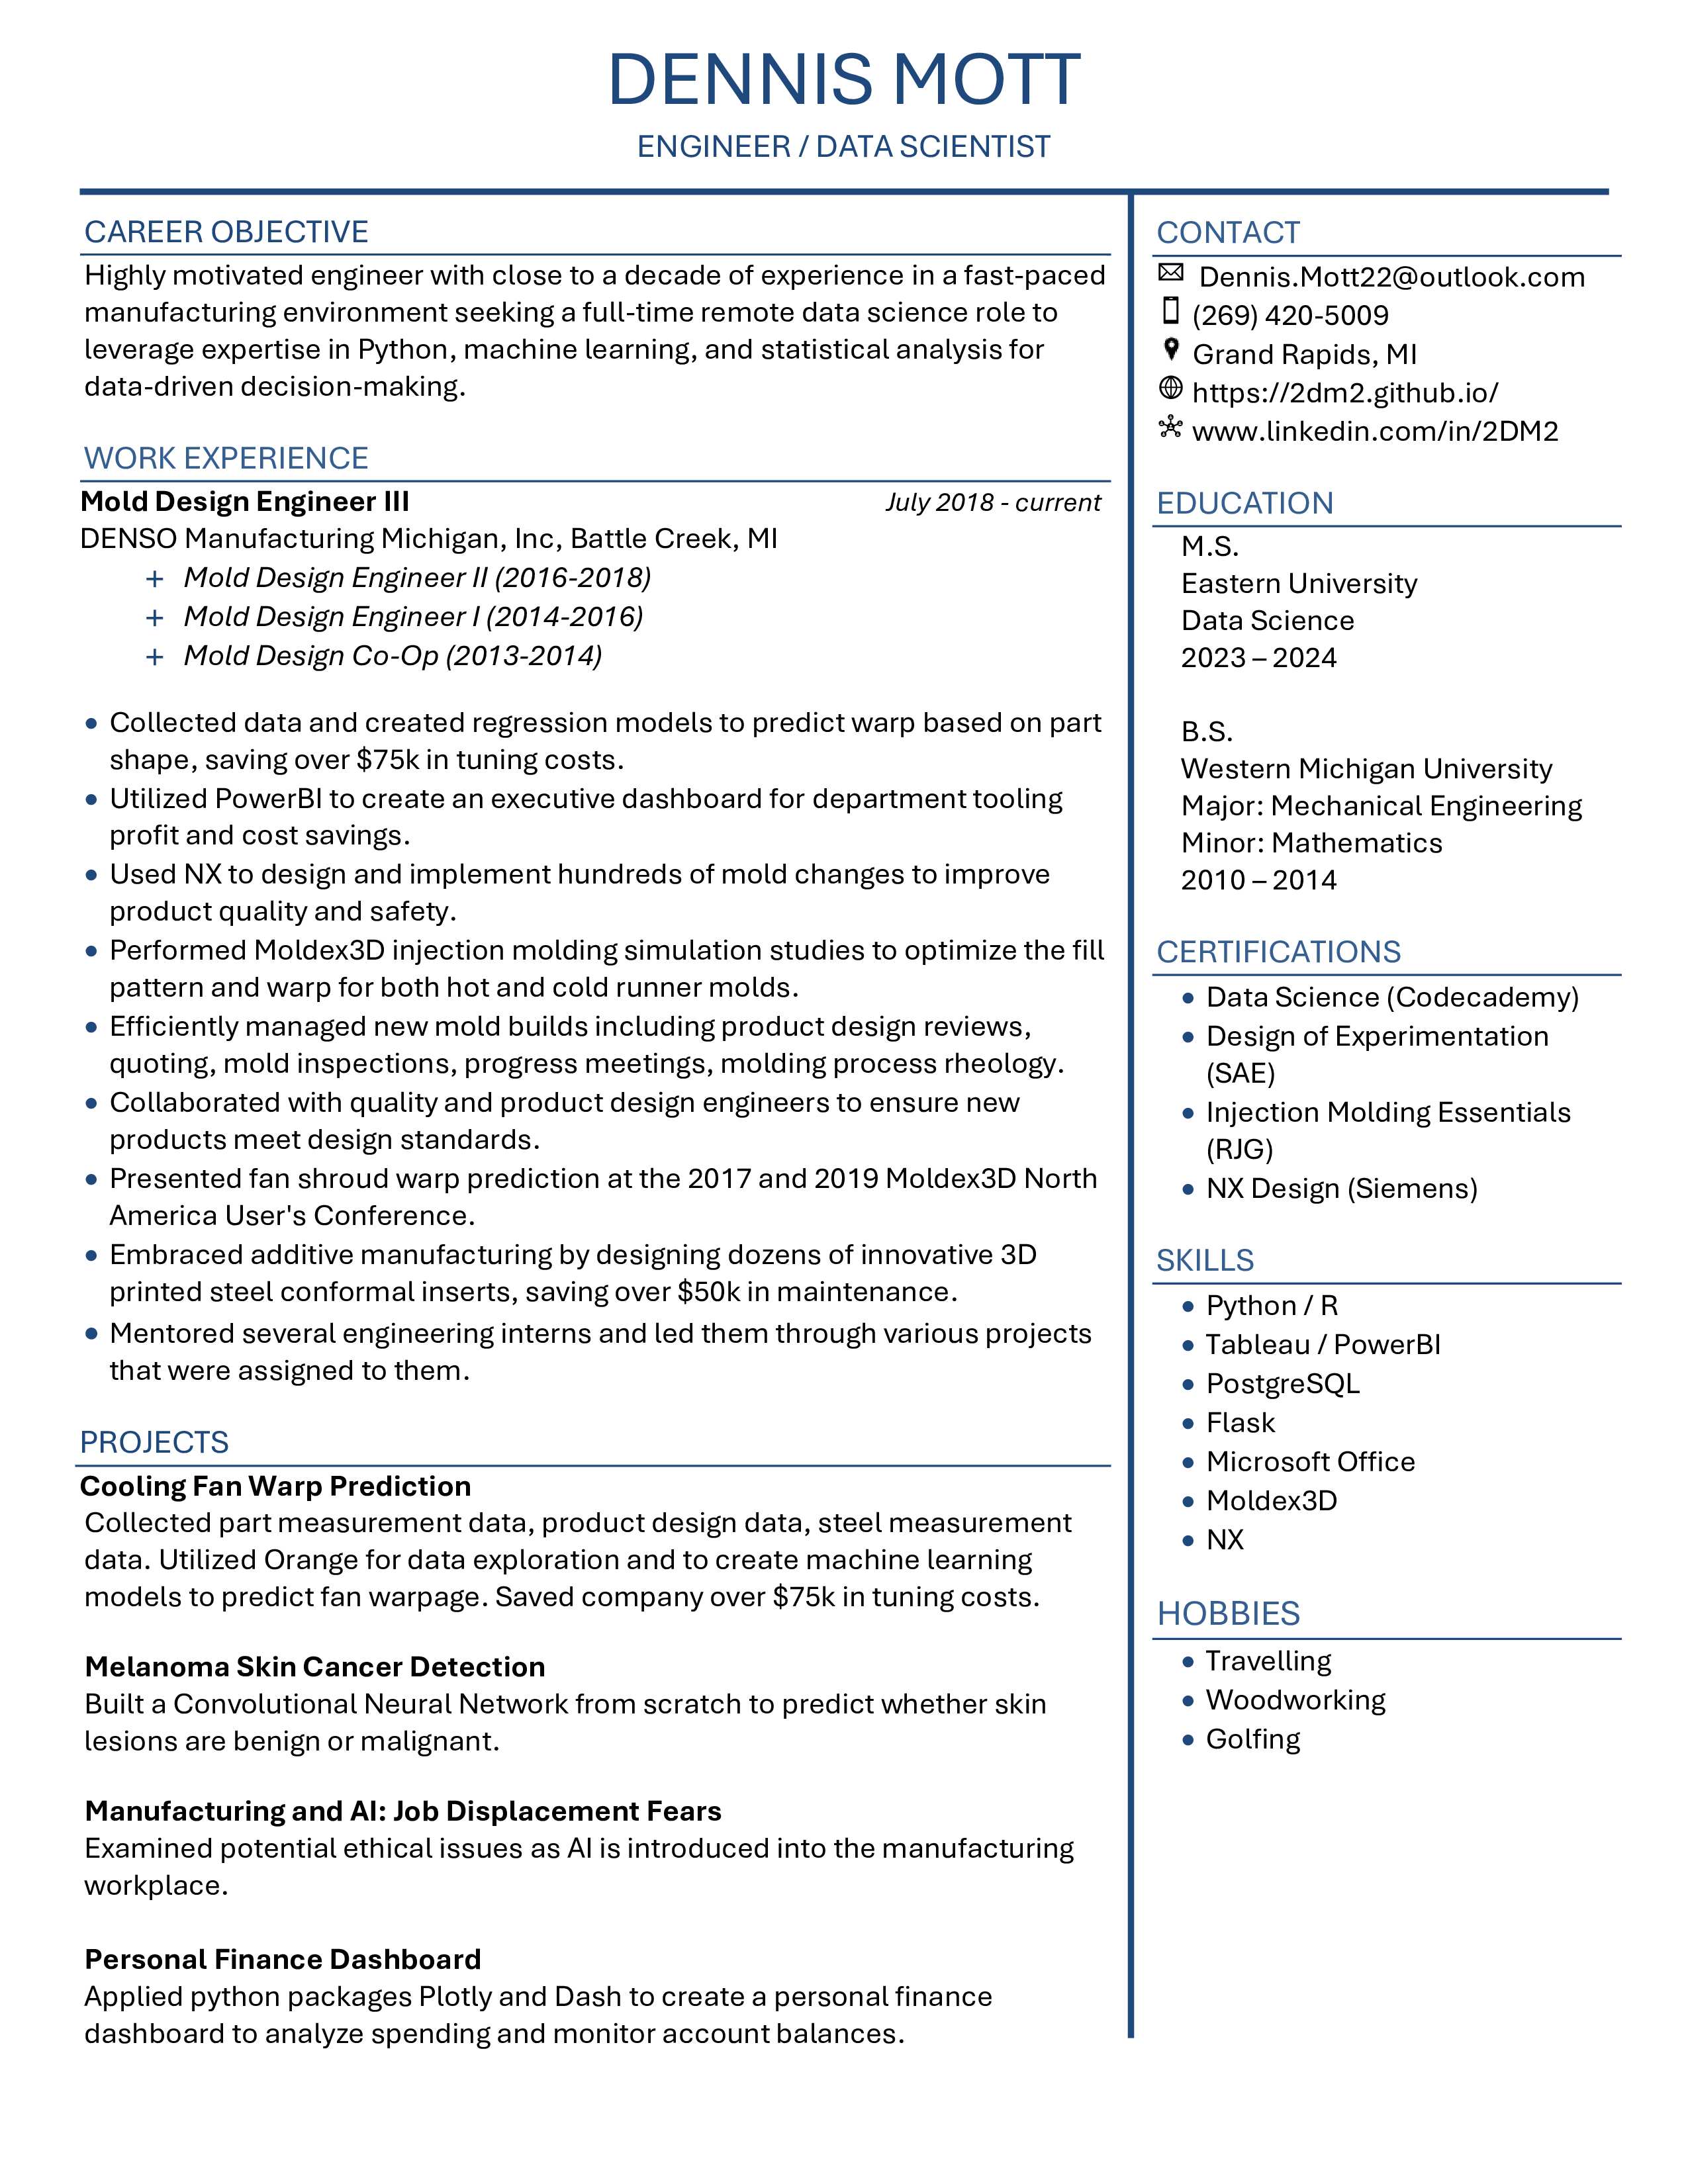 DENNIS MOTT
ENGINEER / DATA SCIENTIST
CAREER OBJECTIVE
Highly motivated engineer with close to a decade of experience in a fast-paced
manufacturing environment seeking a full-time remote data science role to
leverage expertise in Python, machine learning, and statistical analysis for
data-driven decision-making.
WORK EXPERIENCE
Mold Design Engineer III July 2018 - current
DENSO Manufacturing Michigan, Inc, Battle Creek, MI
+ Mold Design Engineer II (2016-2018)
+ Mold Design Engineer I (2014-2016)
+ Mold Design Co-Op (2013-2014)
• Collected data and created regression models to predict warp based on part
shape, saving over $75k in tuning costs.
• Utilized PowerBI to create an executive dashboard for department tooling
profit and cost savings.
• Used NX to design and implement hundreds of mold changes to improve
product quality and safety.
• Performed Moldex3D injection molding simulation studies to optimize the fill
pattern and warp for both hot and cold runner molds.
• Efficiently managed new mold builds including product design reviews,
quoting, mold inspections, progress meetings, molding process rheology.
• Collaborated with quality and product design engineers to ensure new
products meet design standards.
• Presented fan shroud warp prediction at the 2017 and 2019 Moldex3D North
America User's Conference.
• Embraced additive manufacturing by designing dozens of innovative 3D
printed steel conformal inserts, saving over $50k in maintenance.
• Mentored several engineering interns and led them through various projects
that were assigned to them.
PROJECTS
Cooling Fan Warp Prediction
Collected part measurement data, product design data, steel measurement
data. Utilized Orange for data exploration and to create machine learning
models to predict fan warpage. Saved company over $75k in tuning costs.
Melanoma Skin Cancer Detection
Built a Convolutional Neural Network from scratch to predict whether skin
lesions are benign or malignant.
Manufacturing and AI: Job Displacement Fears
Examined potential ethical issues as AI is introduced into the manufacturing
workplace.
Personal Finance Dashboard
Applied python packages Plotly and Dash to create a personal finance
dashboard to analyze spending and monitor account balances.
CONTACT
Dennis.Mott22@outlook.com
(269) 420-5009
Grand Rapids, MI
https://2dm2.github.io/
www.linkedin.com/in/2DM2
EDUCATION
M.S.
Eastern University
Data Science
2023 – 2024
B.S.
Western Michigan University
Major: Mechanical Engineering
Minor: Mathematics
2010 – 2014
CERTIFICATIONS
• Data Science (Codecademy)
• Design of Experimentation
(SAE)
• Injection Molding Essentials
(RJG)
• NX Design (Siemens)
SKILLS
• Python / R
• Tableau / PowerBI
• PostgreSQL
• Flask
• Microsoft Office
• Moldex3D
• NX
HOBBIES
• Travelling
• Woodworking
• Golfing